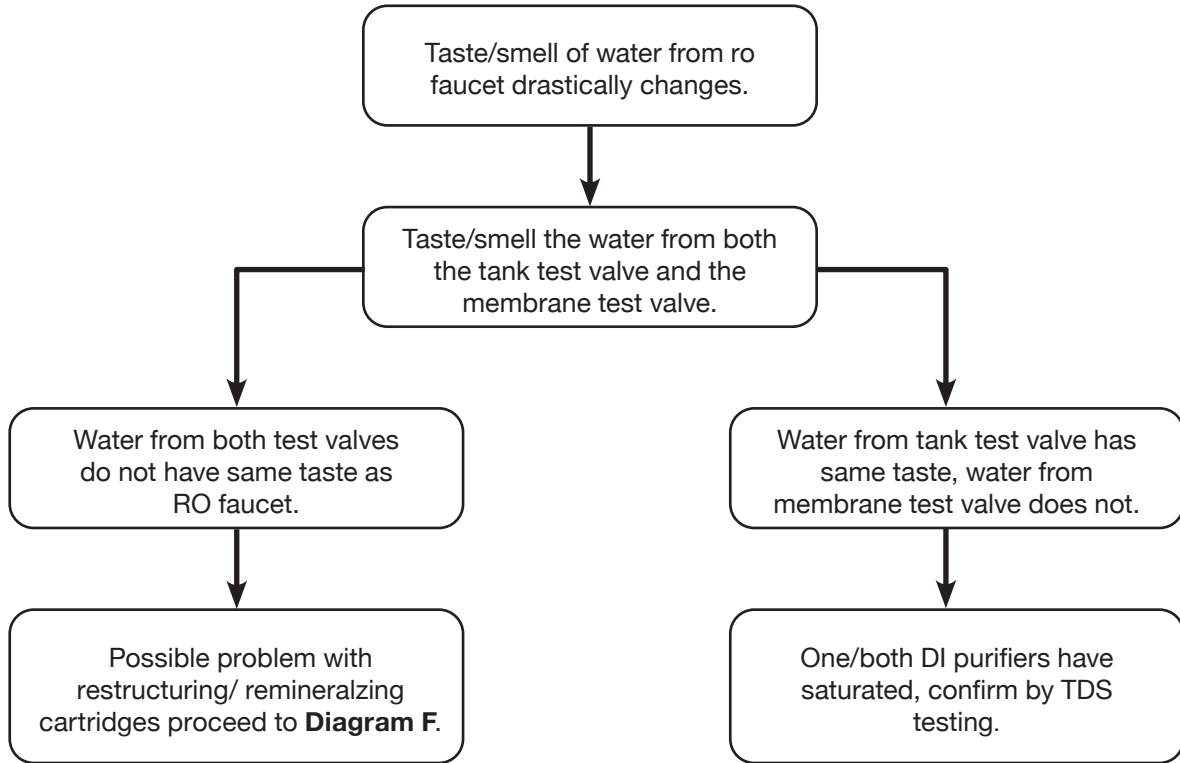 Taste/smell of water from ro
faucet drastically changes.
Taste/smell the water from both
the tank test valve and the
membrane test valve.
Water from both test valves
do not have same taste as
RO faucet.
Water from tank test valve has
same taste, water from
membrane test valve does not.
Possible problem with
restructuring/ remineralzing
cartridges proceed to Diagram F.
One/both DI purifiers have
saturated, confirm by TDS
testing.